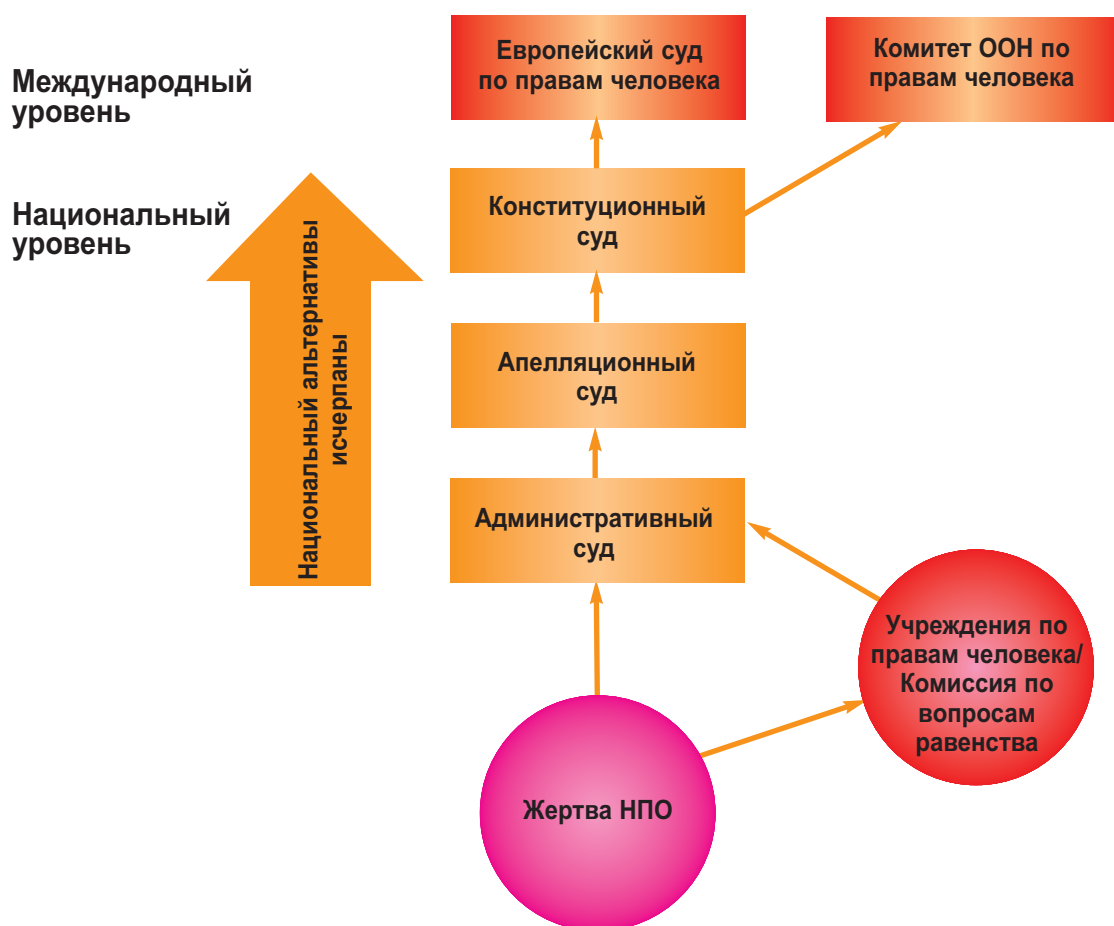 Европейский суд
по правам человека
Комитет ООН по
правам человека
Международный
уровень
Конституционный
суд
Национальный
уровень
Национальный альтернативы
исчерпаны
Апелляционный
суд
Административный
суд
Учреждения по
правам человека/
Комиссия по
вопросам
равенства
Жертва НПО